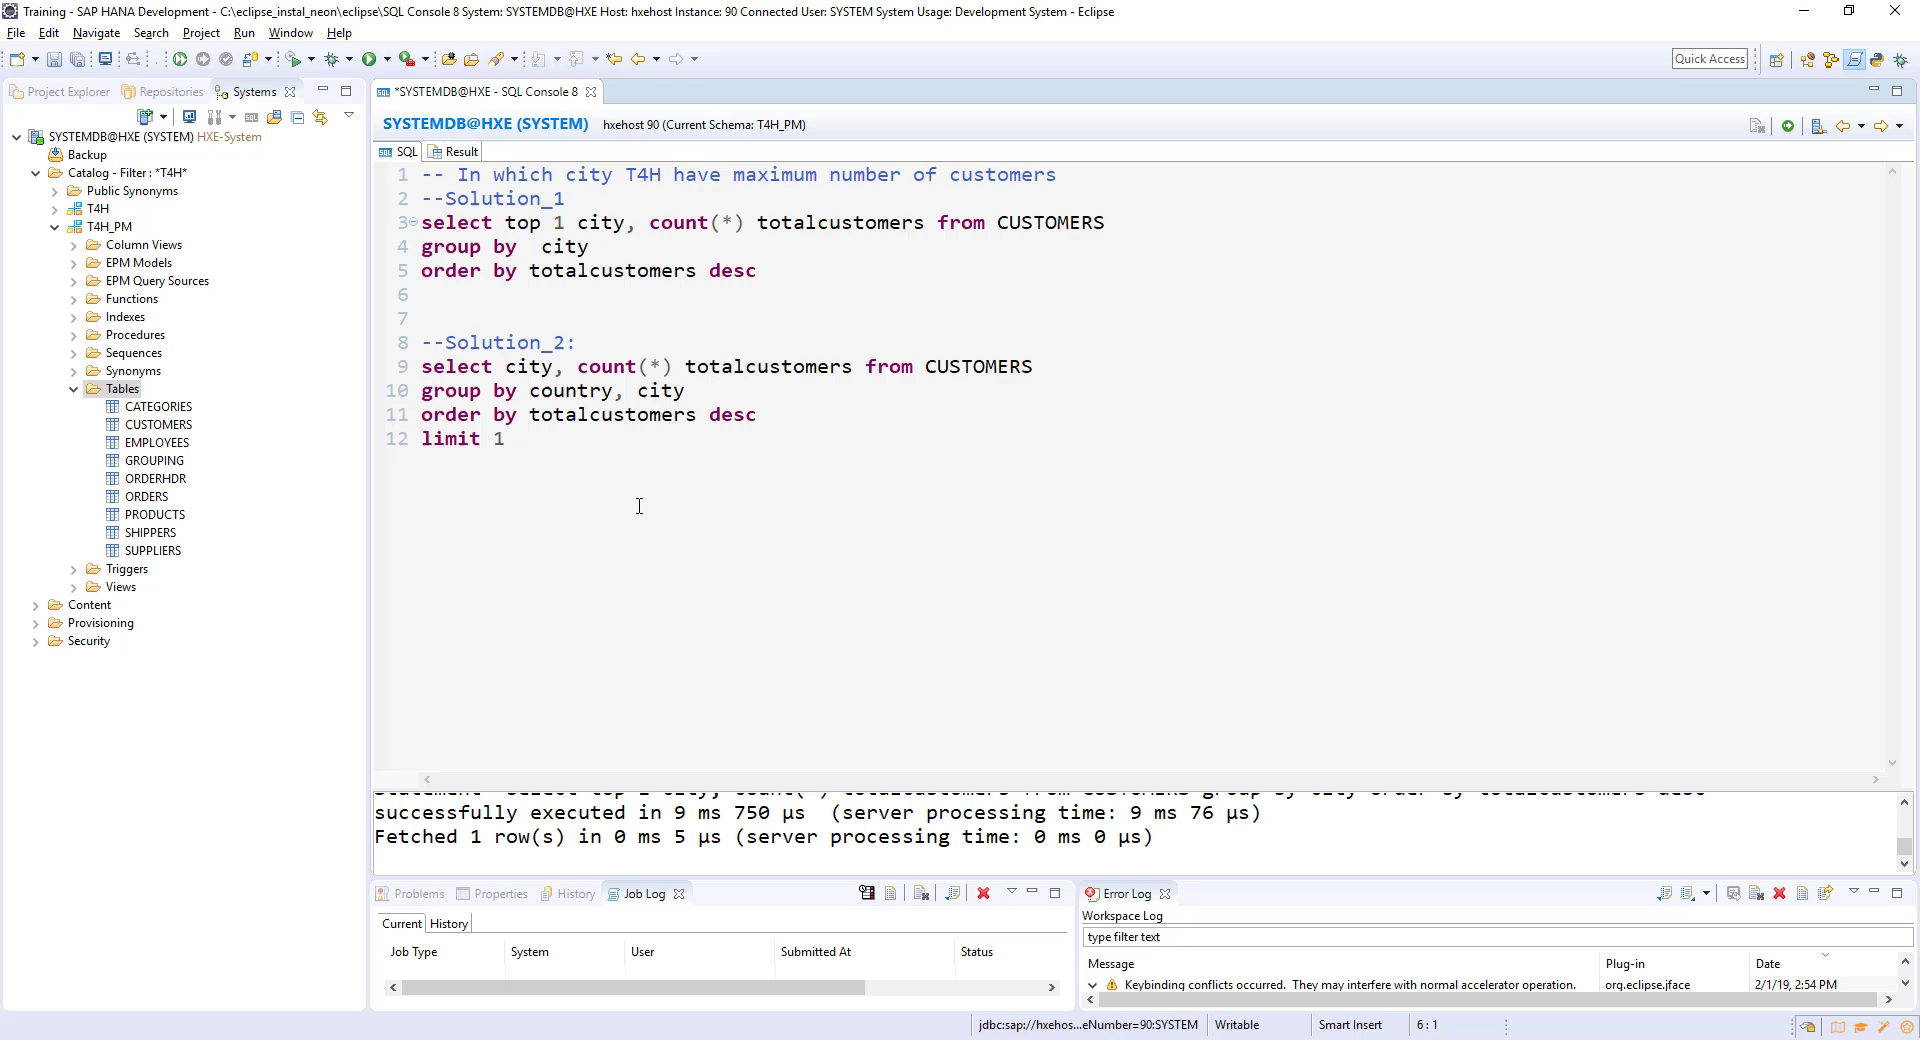 Training - SAP HANA Development - C:\eclipse_instal_neon\eclipse\SQL Console 8 System: SYSTEMDB@HXE Host: hxehost Instance: 90 Connected User: SYSTEM System Usage: Development System - Eclipse
File Edit Navigate Search Project Run Window Help
Quick Access
Project Explorer Repositories Systems
SYSTEMDB@HXE (SYSTEM) HXE-System
Backup
Catalog - Filter : *T4H*
Public Synonyms
T4H
T4H_PM
Column Views
EPM Models
EPM Query Sources
Functions
Indexes
Procedures
Sequences
Synonyms
Tables
CATEGORIES
CUSTOMERS
EMPLOYEES
GROUPING
ORDERHDR
ORDERS
PRODUCTS
SHIPPERS
SUPPLIERS
Triggers
Views
Content
Provisioning
Security
*SYSTEMDB@HXE - SQL Console 8
SYSTEMDB@HXE (SYSTEM) hxehost 90 (Current Schema: T4H_PM)
SQL Result
1 -- In which city T4H have maximum number of customers
2 --Solution_1
3 select top 1 city, count(*) totalcustomers from CUSTOMERS
4 group by  city
5 order by totalcustomers desc
6
7
8 --Solution_2:
9 select city, count(*) totalcustomers from CUSTOMERS
10 group by country, city
11 order by totalcustomers desc
12 limit 1
successfully executed in 9 ms 750 µs  (server processing time: 9 ms 76 µs)
Fetched 1 row(s) in 0 ms 5 µs (server processing time: 0 ms 0 µs)
Problems Properties History Job Log
Current History
Job Type System User Submitted At Status
Error Log
Workspace Log
type filter text
Message Plug-in Date
Keybinding conflicts occurred.  They may interfere with normal accelerator operation. org.eclipse.jface 2/1/19, 2:54 PM
jdbc:sap://hxehos...eNumber=90:SYSTEM Writable Smart Insert 6 : 1